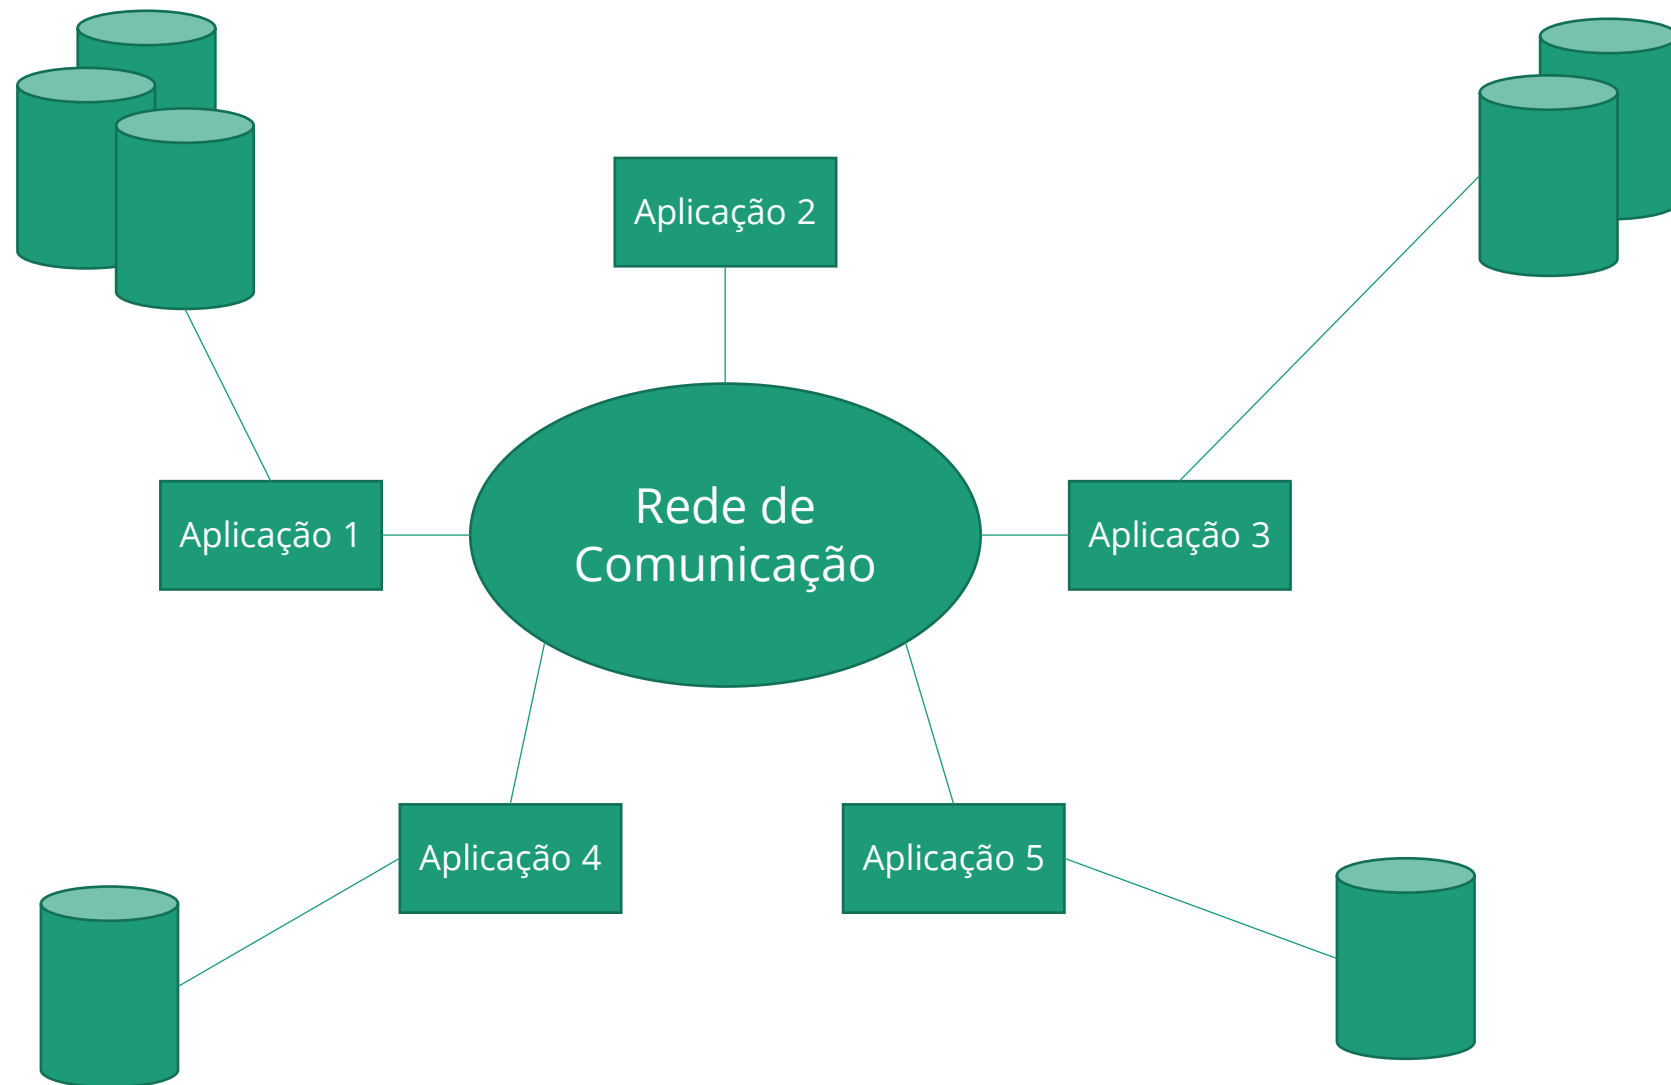 Aplicação 2
Rede de
Comunicação
Aplicação 1
Aplicação 3
Aplicação 4
Aplicação 5